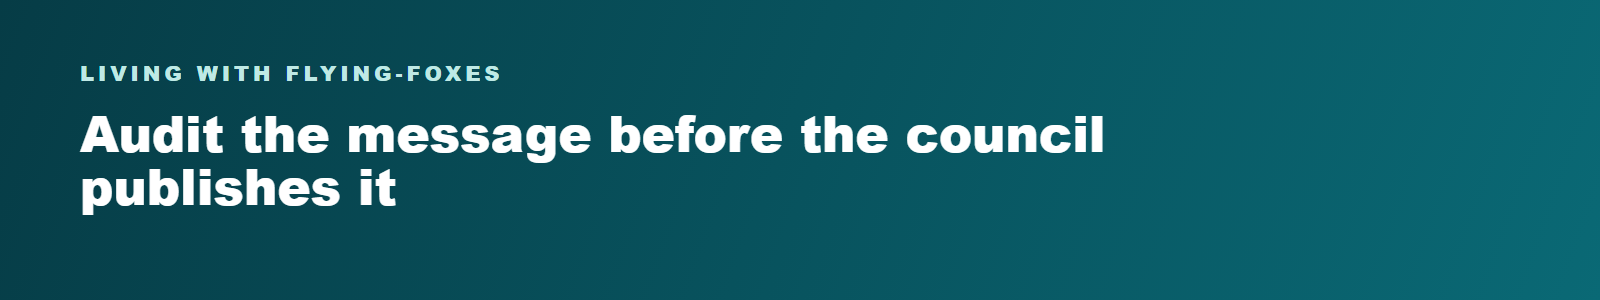 LIVING WITH FLYING-FOXES
Audit the message before the council
publishes it